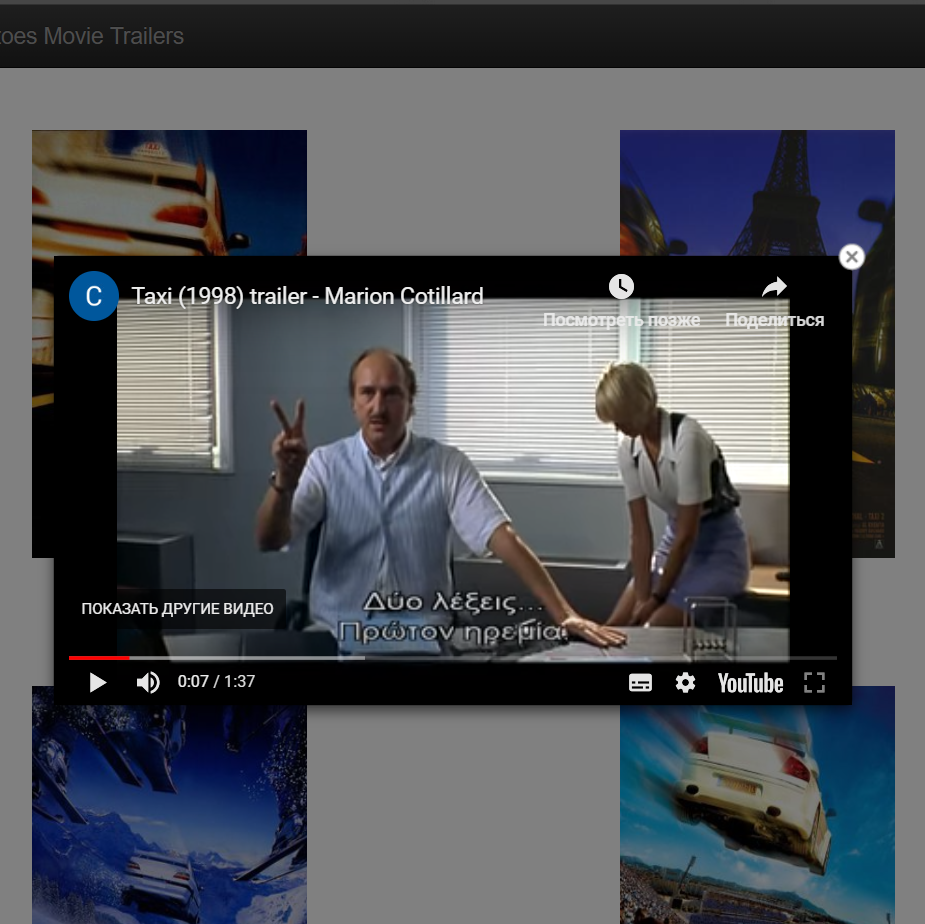 oes Movie Trailers
C
Taxi (1998) trailer - Marion Cotillard
Посмотреть позже
Поделиться
ПОКАЗАТЬ ДРУГИЕ ВИДЕО
Δύο λέξεις...
Πρώτον ηρεμία.
0:07 / 1:37
YouTube